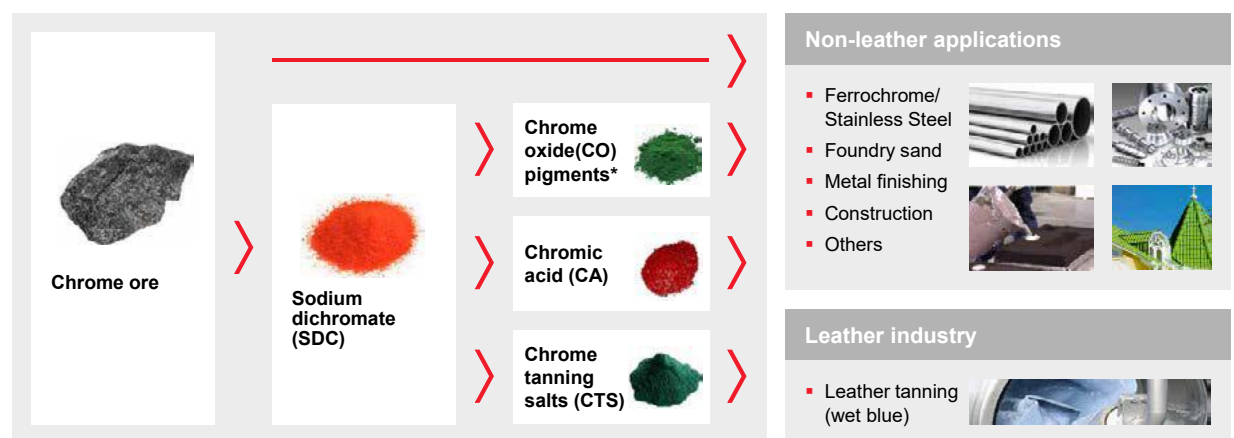 Chrome ore
Sodium
dichromate
(SDC)
Chrome
oxide(CO)
pigments*
Chromic
acid (CA)
Chrome
tanning
salts (CTS)
Non-leather applications
▪ Ferrochrome/
Stainless Steel
▪ Foundry sand
▪ Metal finishing
▪ Construction
▪ Others
Leather industry
▪ Leather tanning
(wet blue)